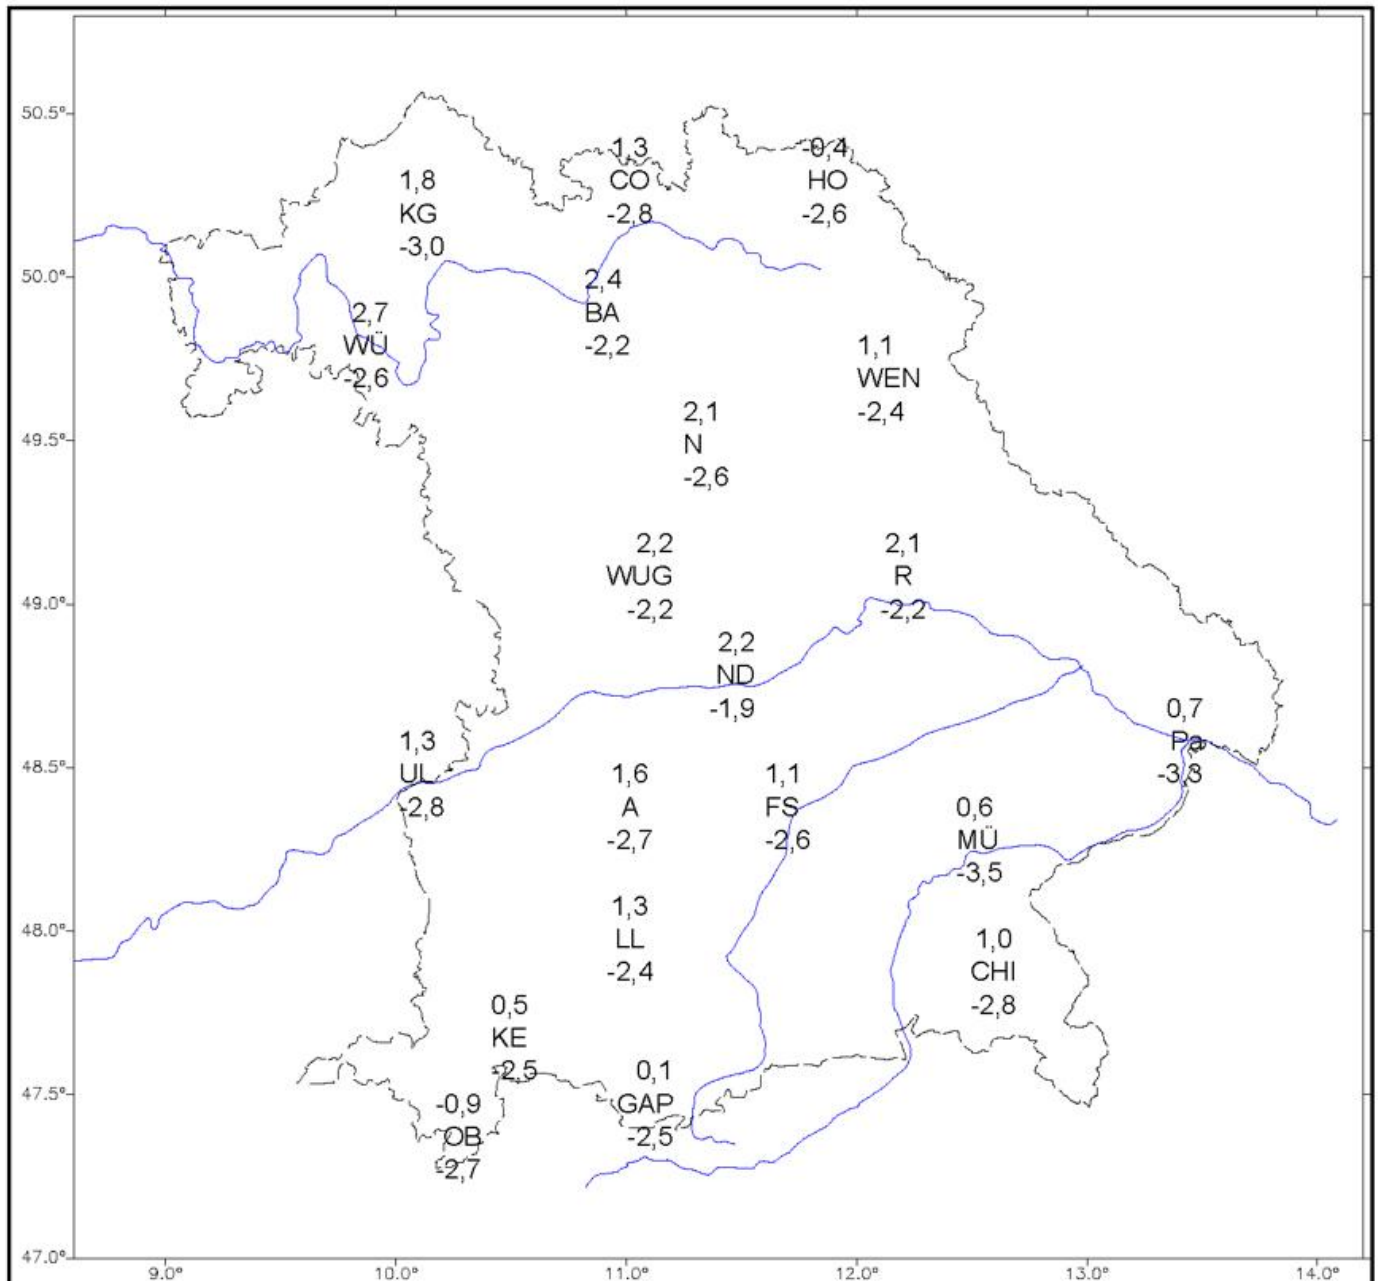 50.5°
1,3
-0,4
CO
HO
1,8
KG
-2,8
-2,6
-3,0
50.0°
2,4
BA
2,7
WÜ
-2,2
1,1
-2,6
WEN
-2,4
2,1
49.5°
N
-2,6
2,2
2,1
WUG
R
49.0°
-2,2
-2,2
2,2
ND
-1,9
0,7
1,3
Pa
48.5°
UL
1,6
1,1
-3,3
-2,8
A
FS
0,6
-2,7
-2,6
MÜ
-3,5
1,3
48.0°
LL
1,0
-2,4
CHI
0,5
-2,8
KE
-2,5
0,1
47.5°
-0,9
GAP
OB
-2,5
-2,7
47.0°
9.0°
10.0°
11.0°
12.0°
13.0°
14.0°